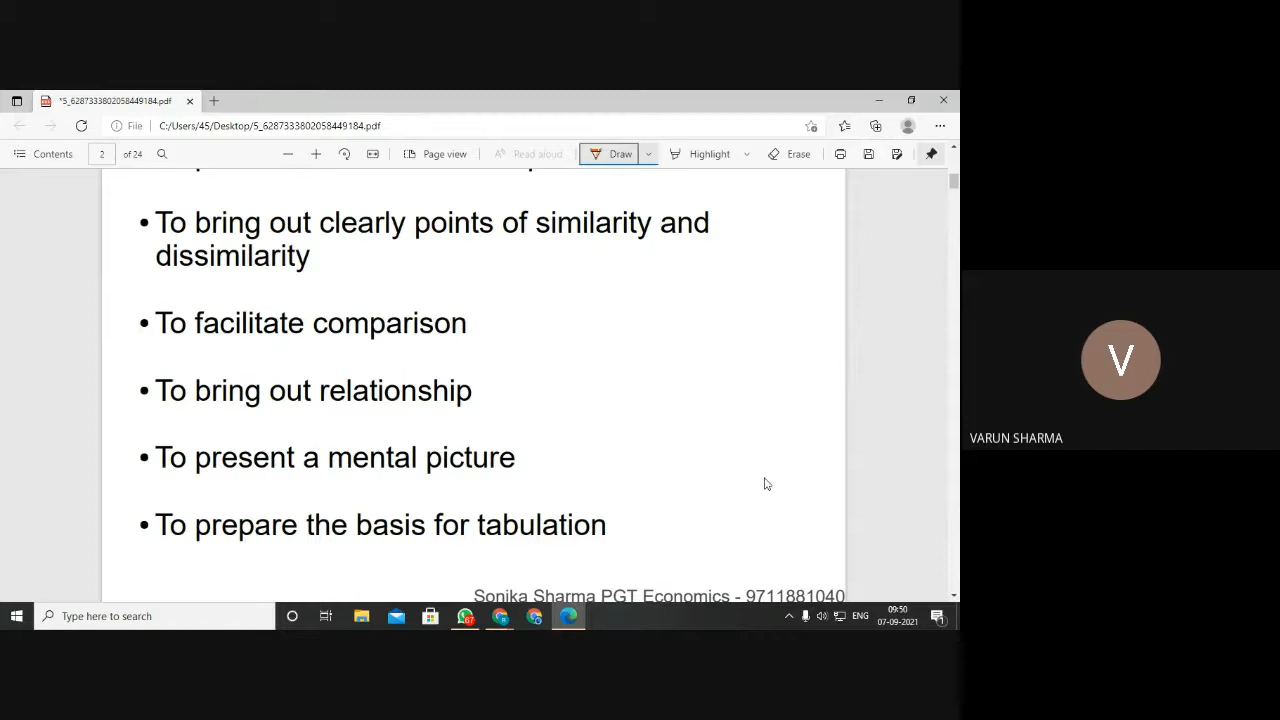 *5_6287333802058449184.pdf
File
C:/Users/45/Desktop/5_6287333802058449184.pdf
Contents
2
of 24
Page view
Read aloud
Draw
Highlight
Erase
• To bring out clearly points of similarity and
dissimilarity
• To facilitate comparison
• To bring out relationship
• To present a mental picture
• To prepare the basis for tabulation
Sonika Sharma PGT Economics - 9711881040
V
VARUN SHARMA
Type here to search
67
ENG
09:50
07-09-2021
1